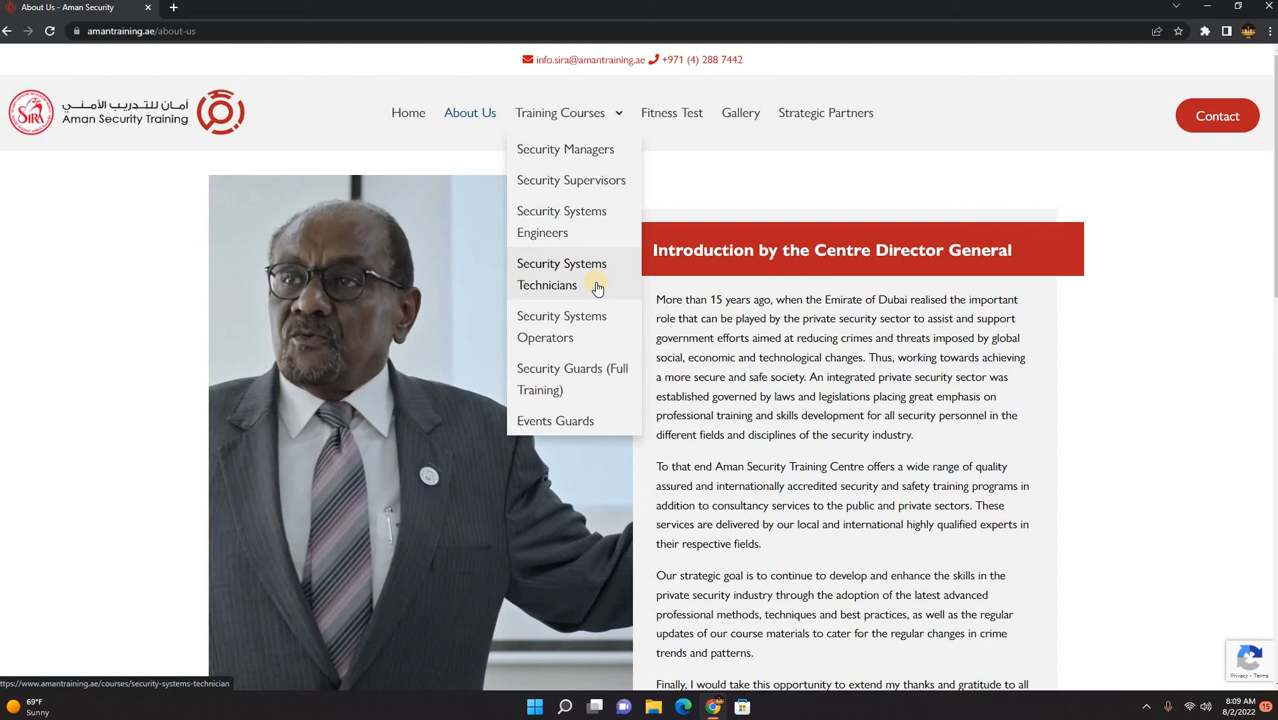 About Us - Aman Security
amantraining.ae/about-us
info.sira@amantraining.ae +971 (4) 288 7442
SIRA
أمان للتدريب الأمني
Aman Security Training
Home About Us Training Courses Fitness Test Gallery Strategic Partners
Contact
Security Managers
Security Supervisors
Security Systems
Engineers
Security Systems
Technicians
Security Systems
Operators
Security Guards (Full
Training)
Events Guards
Introduction by the Centre Director General
More than 15 years ago, when the Emirate of Dubai realised the important
role that can be played by the private security sector to assist and support
government efforts aimed at reducing crimes and threats imposed by global
social, economic and technological changes. Thus, working towards achieving
a more secure and safe society. An integrated private security sector was
established governed by laws and legislations placing great emphasis on
professional training and skills development for all security personnel in the
different fields and disciplines of the security industry.
To that end Aman Security Training Centre offers a wide range of quality
assured and internationally accredited security and safety training programs in
addition to consultancy services to the public and private sectors. These
services are delivered by our local and international highly qualified experts in
their respective fields.
Our strategic goal is to continue to develop and enhance the skills in the
private security industry through the adoption of the latest advanced
professional methods, techniques and best practices, as well as the regular
updates of our course materials to cater for the regular changes in crime
trends and patterns.
Finally, I would take this opportunity to extend my thanks and gratitude to all
Privacy - Terms
ttps://www.amantraining.ae/courses/security-systems-technician
69°F
Sunny
8:09 AM
8/2/2022
15